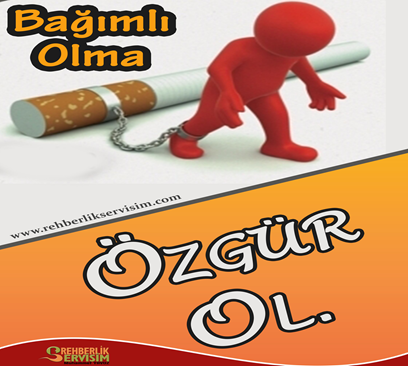 Bağımlı
Olma
www.rehberlikservisim.com
ÖZGÜR
OL.
REHBERLİK
SERVİSİM